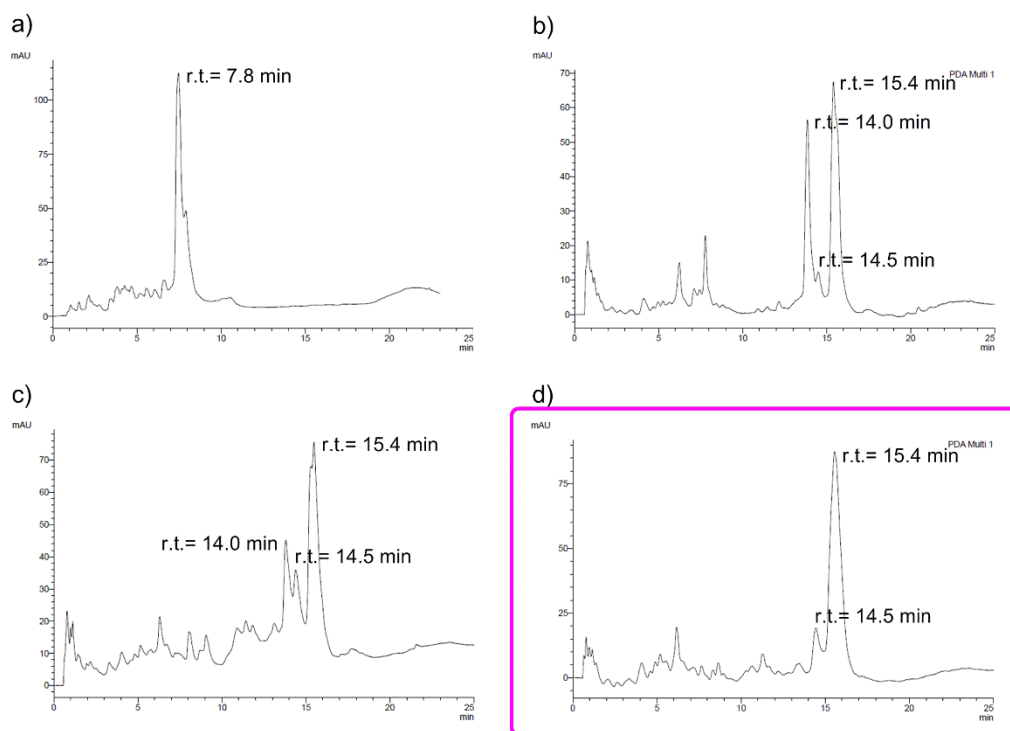 a)
mAU
r.t.= 7.8 min
100
75
50
25
0
0 5 10 15 20 25
min
b)
mAU
PDA Multi 1
r.t.= 15.4 min
r.t.= 14.0 min
r.t.= 14.5 min
70
60
50
40
30
20
10
0
0 5 10 15 20 25
min
c)
mAU
r.t.= 15.4 min
r.t.= 14.0 min
r.t.= 14.5 min
70
60
50
40
30
20
10
0
0 5 10 15 20 25
min
d)
mAU
PDA Multi 1
r.t.= 15.4 min
r.t.= 14.5 min
75
50
25
0
0 5 10 15 20 25
min